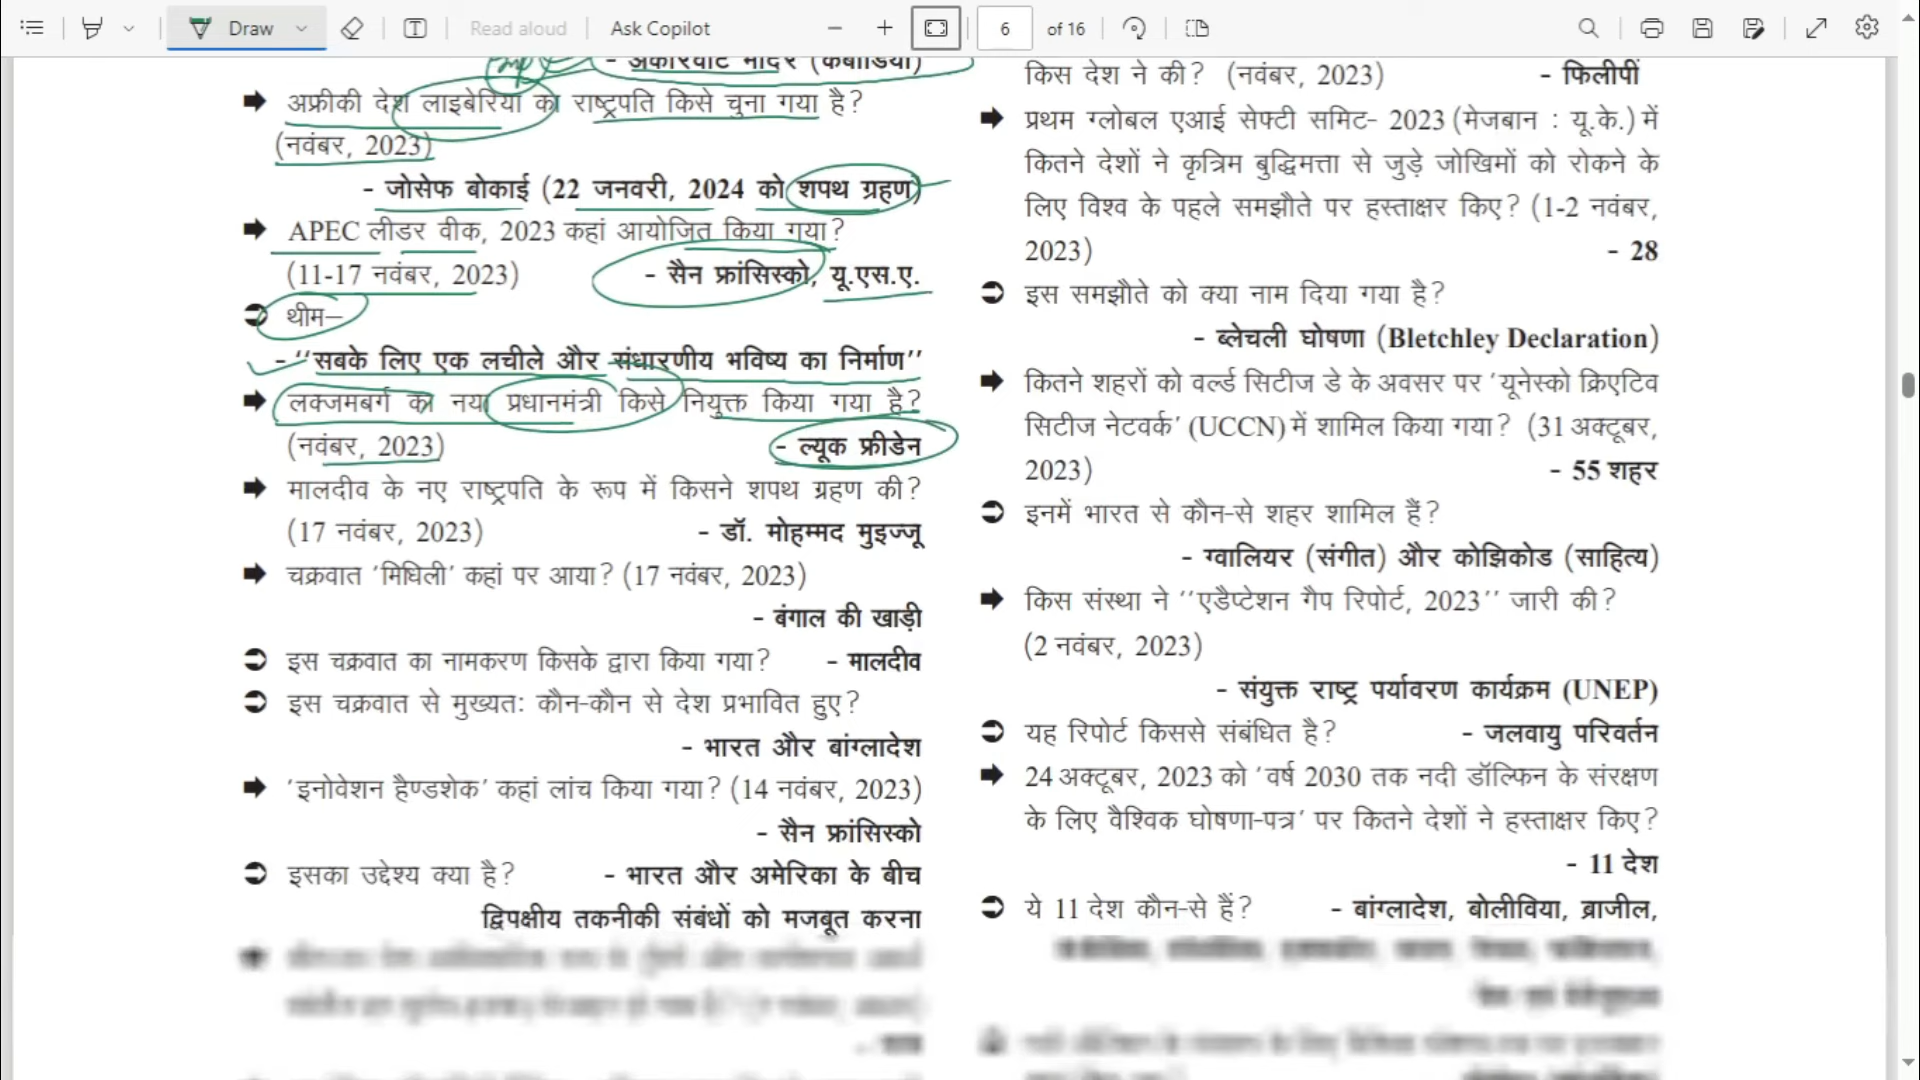 Draw
Read aloud
Ask Copilot
6
of 16
- अंकोरवाट मंदिर (कंबोडिया)
अफ्रीकी देश लाइबेरिया का राष्ट्रपति किसे चुना गया है?
(नवंबर, 2023)
- जोसेफ बोकाई (22 जनवरी, 2024 को शपथ ग्रहण)
APEC लीडर वीक, 2023 कहां आयोजित किया गया?
(11-17 नवंबर, 2023) - सैन फ्रांसिस्को, यू.एस.ए.
थीम–
- ‘‘सबके लिए एक लचीले और संधारणीय भविष्य का निर्माण’’
लक्जमबर्ग का नया प्रधानमंत्री किसे नियुक्त किया गया है?
(नवंबर, 2023) - ल्यूक फ्रीडेन
मालदीव के नए राष्ट्रपति के रूप में किसने शपथ ग्रहण की?
(17 नवंबर, 2023) - डॉ. मोहम्मद मुइज्जू
चक्रवात ‘मिधिली’ कहां पर आया? (17 नवंबर, 2023)
- बंगाल की खाड़ी
इस चक्रवात का नामकरण किसके द्वारा किया गया? - मालदीव
इस चक्रवात से मुख्यतः कौन-कौन से देश प्रभावित हुए?
- भारत और बांग्लादेश
‘इनोवेशन हैण्डशेक’ कहां लांच किया गया? (14 नवंबर, 2023)
- सैन फ्रांसिस्को
इसका उद्देश्य क्या है? - भारत और अमेरिका के बीच
द्विपक्षीय तकनीकी संबंधों को मजबूत करना
किस देश ने की? (नवंबर, 2023) - फिलीपीं
प्रथम ग्लोबल एआई सेफ्टी समिट- 2023 (मेजबान : यू.के.) में
कितने देशों ने कृत्रिम बुद्धिमत्ता से जुड़े जोखिमों को रोकने के
लिए विश्व के पहले समझौते पर हस्ताक्षर किए? (1-2 नवंबर,
2023) - 28
इस समझौते को क्या नाम दिया गया है?
- ब्लेचली घोषणा (Bletchley Declaration)
कितने शहरों को वर्ल्ड सिटीज डे के अवसर पर ‘यूनेस्को क्रिएटिव
सिटीज नेटवर्क’ (UCCN) में शामिल किया गया? (31 अक्टूबर,
2023) - 55 शहर
इनमें भारत से कौन-से शहर शामिल हैं?
- ग्वालियर (संगीत) और कोझिकोड (साहित्य)
किस संस्था ने ‘‘एडैप्टेशन गैप रिपोर्ट, 2023’’ जारी की?
(2 नवंबर, 2023)
- संयुक्त राष्ट्र पर्यावरण कार्यक्रम (UNEP)
यह रिपोर्ट किससे संबंधित है? - जलवायु परिवर्तन
24 अक्टूबर, 2023 को ‘वर्ष 2030 तक नदी डॉल्फिन के संरक्षण
के लिए वैश्विक घोषणा-पत्र’ पर कितने देशों ने हस्ताक्षर किए?
- 11 देश
ये 11 देश कौन-से हैं? - बांग्लादेश, बोलीविया, ब्राजील,